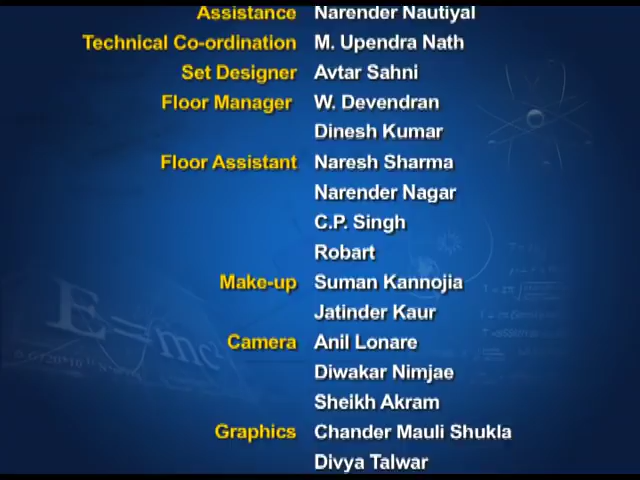 Assistance Narender Nautiyal
Technical Co-ordination M. Upendra Nath
Set Designer Avtar Sahni
Floor Manager W. Devendran
Dinesh Kumar
Floor Assistant Naresh Sharma
Narender Nagar
C.P. Singh
Robart
Make-up Suman Kannojia
Jatinder Kaur
Camera Anil Lonare
Diwakar Nimjae
Sheikh Akram
Graphics Chander Mauli Shukla
Divya Talwar
E=mc²